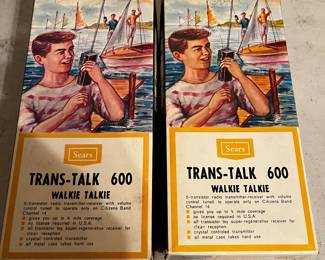 Sears
TRANS-TALK 600
WALKIE TALKIE
6-transistor radio transmitter-receiver with volume
control tuned to operate only on Citizens Band
Channel 14
gives you up to ¼ mile coverage
no license required in U.S.A.
all transistor super-regenerative receiver for
clear reception
crystal controlled transmitter
all metal case takes hard use
Sears
TRANS-TALK 600
WALKIE TALKIE
6-transistor radio transmitter-receiver with volume
control tuned to operate only on Citizens Band
Channel 14
gives you up to ¼ mile coverage
no license required in U.S.A.
all transistor super-regenerative receiver for
clear reception
crystal controlled transmitter
all metal case takes hard use